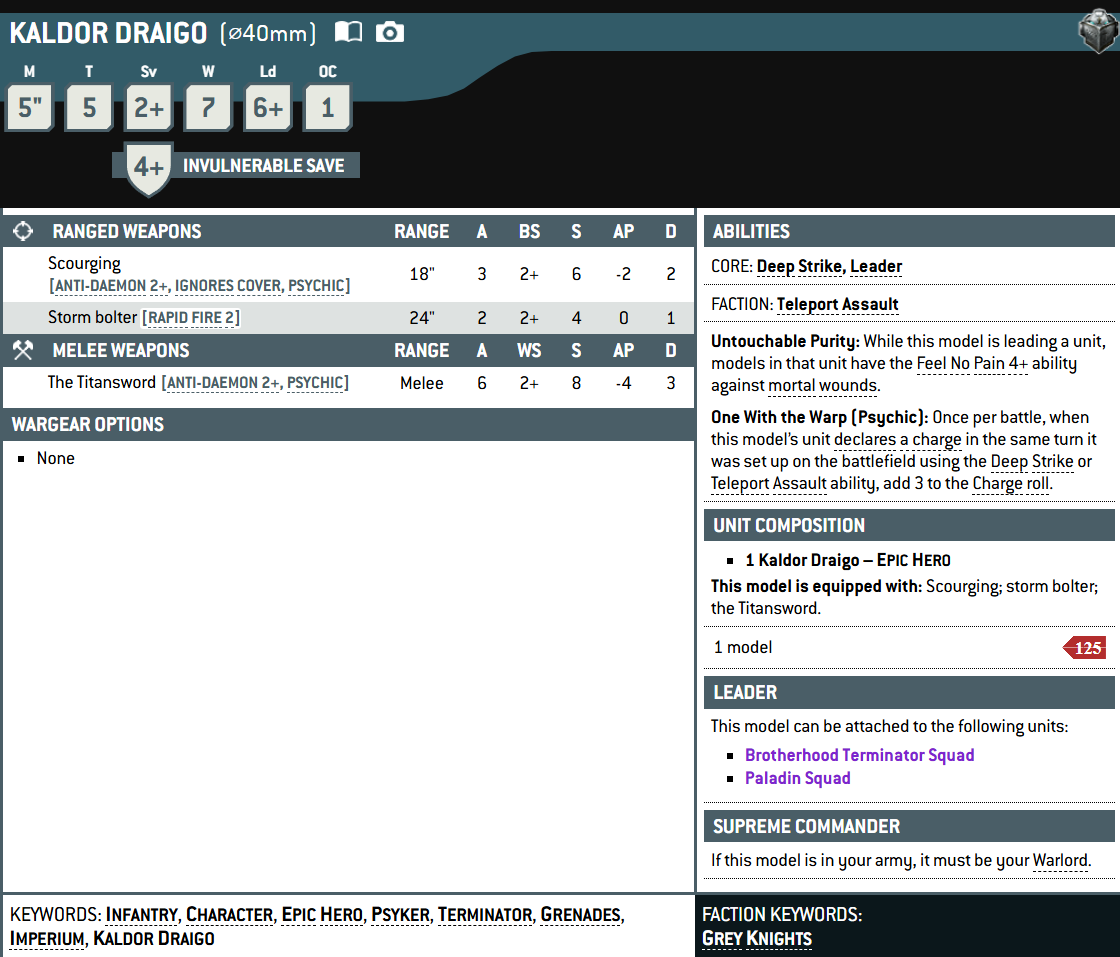 KALDOR DRAIGO (⌀40mm)
M T Sv W Ld OC
5" 5 2+ 7 6+ 1
4+ INVULNERABLE SAVE
RANGED WEAPONS RANGE A BS S AP D
Scourging
[ANTI-DAEMON 2+, IGNORES COVER, PSYCHIC] 18" 3 2+ 6 -2 2
Storm bolter [RAPID FIRE 2] 24" 2 2+ 4 0 1
MELEE WEAPONS RANGE A WS S AP D
The Titansword [ANTI-DAEMON 2+, PSYCHIC] Melee 6 2+ 8 -4 3
WARGEAR OPTIONS
▪ None
ABILITIES
CORE: Deep Strike, Leader
FACTION: Teleport Assault
Untouchable Purity: While this model is leading a unit,
models in that unit have the Feel No Pain 4+ ability
against mortal wounds.
One With the Warp (Psychic): Once per battle, when
this model's unit declares a charge in the same turn it
was set up on the battlefield using the Deep Strike or
Teleport Assault ability, add 3 to the Charge roll.
UNIT COMPOSITION
▪ 1 Kaldor Draigo – EPIC HERO
This model is equipped with: Scourging; storm bolter;
the Titansword.
1 model 125
LEADER
This model can be attached to the following units:
▪ Brotherhood Terminator Squad
▪ Paladin Squad
SUPREME COMMANDER
If this model is in your army, it must be your Warlord.
KEYWORDS: INFANTRY, CHARACTER, EPIC HERO, PSYKER, TERMINATOR, GRENADES,
IMPERIUM, KALDOR DRAIGO
FACTION KEYWORDS:
GREY KNIGHTS